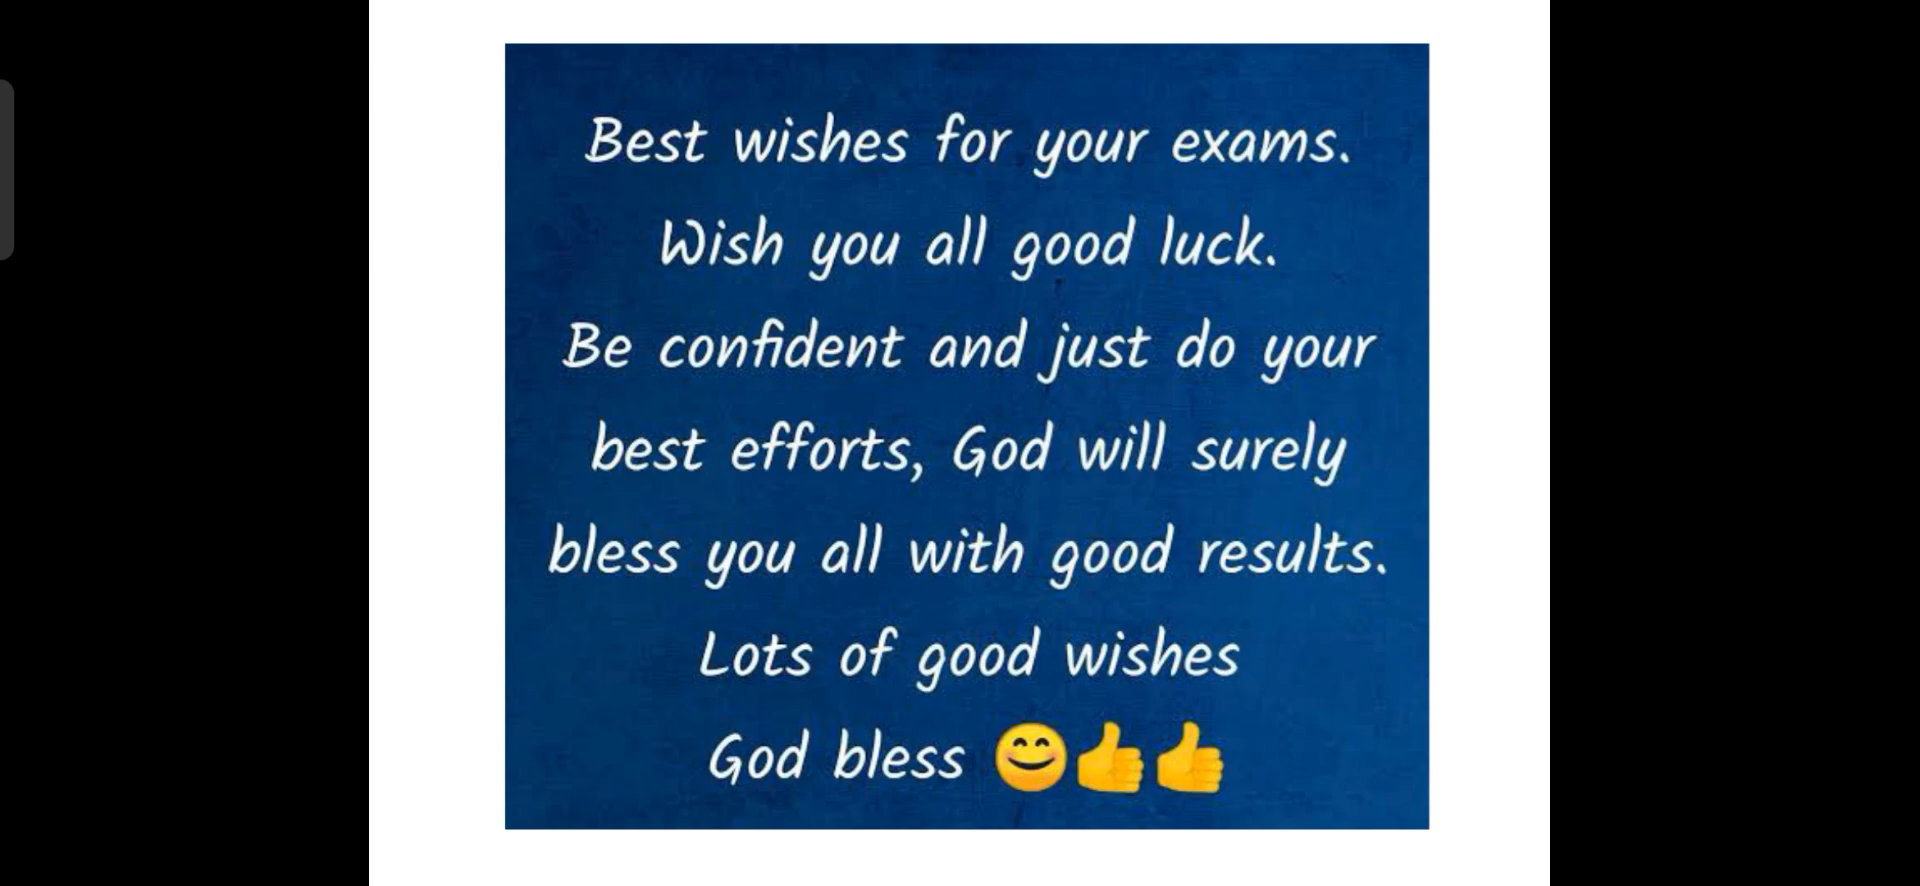 Best wishes for your exams.
Wish you all good luck.
Be confident and just do your
best efforts, God will surely
bless you all with good results.
Lots of good wishes
God bless 😊👍👍